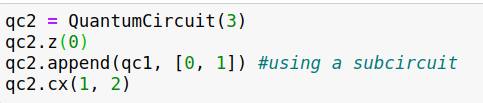 qc2 = QuantumCircuit(3)
qc2.z(0)
qc2.append(qc1, [0, 1]) #using a subcircuit
qc2.cx(1, 2)